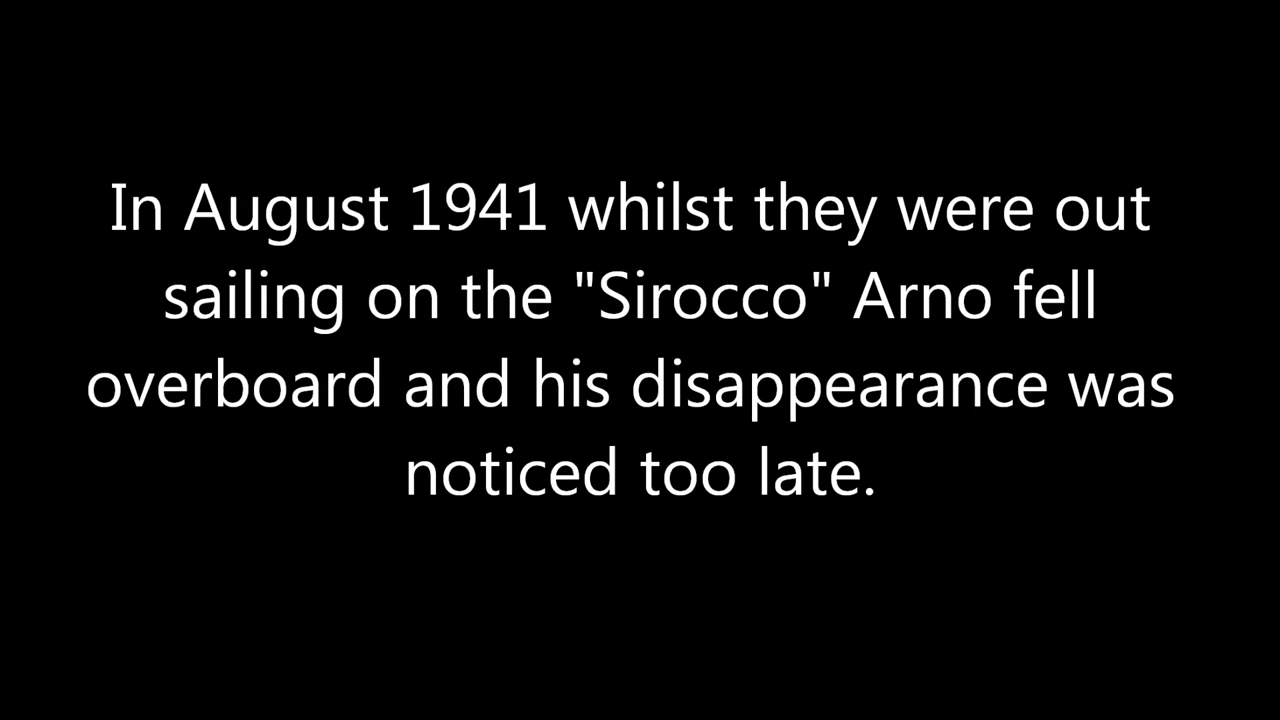 In August 1941 whilst they were out
sailing on the "Sirocco" Arno fell
overboard and his disappearance was
noticed too late.